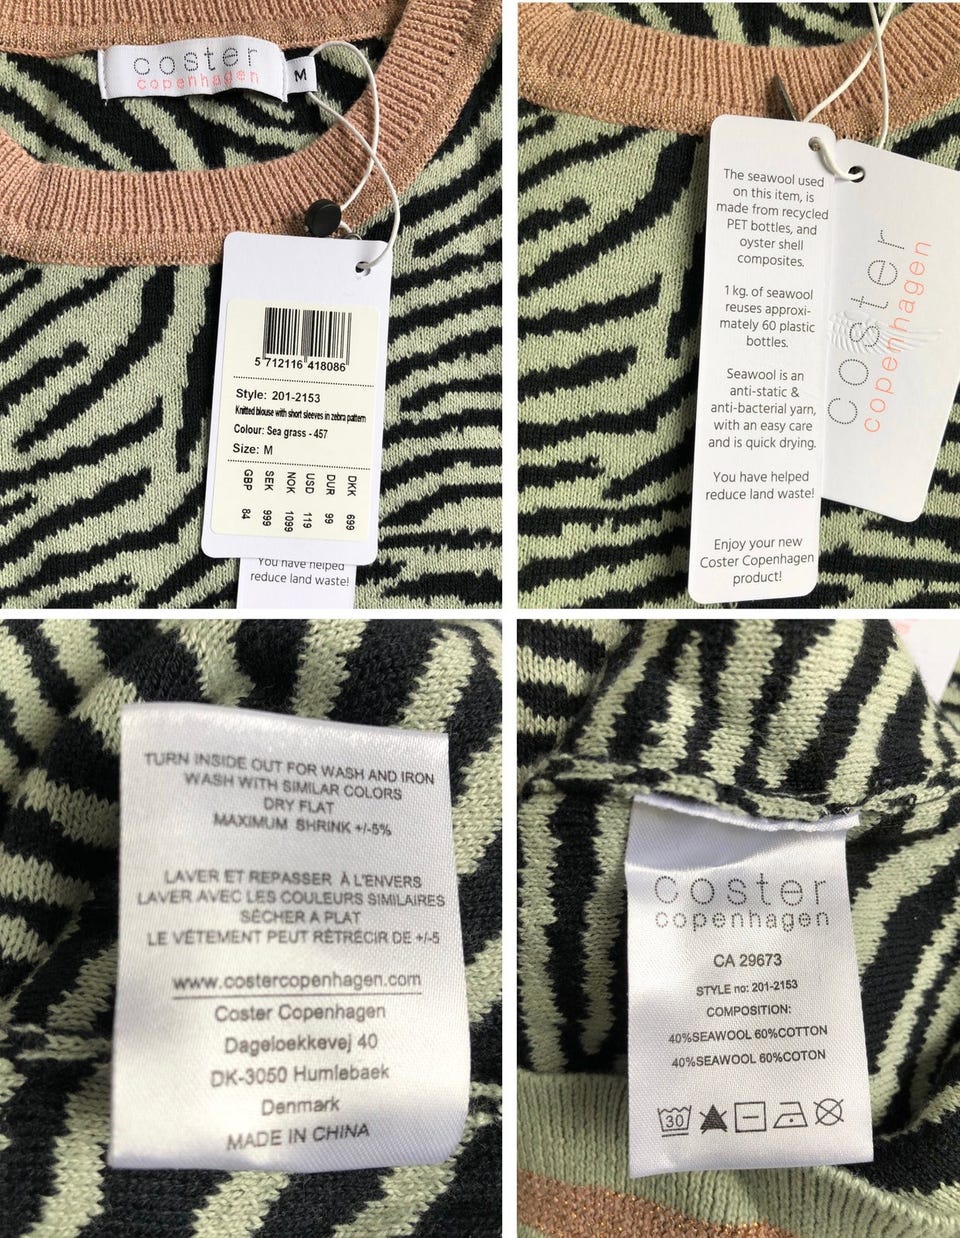 coster
copenhagen
M
5 712116 418086
Style: 201-2153
Knitted blouse with short sleeves in zebra pattern
Colour: Sea grass - 457
Size: M
DKK 699
DUR 99
USD 119
NOK 1099
SEK 999
GBP 84
You have helped
reduce land waste!
The seawool used
on this item, is
made from recycled
PET bottles, and
oyster shell
composites.
1 kg. of seawool
reuses approxi-
mately 60 plastic
bottles.
Seawool is an
anti-static &
anti-bacterial yarn,
with an easy care
and is quick drying.
You have helped
reduce land waste!
Enjoy your new
Coster Copenhagen
product!
coster
copenhagen
TURN INSIDE OUT FOR WASH AND IRON
WASH WITH SIMILAR COLORS
DRY FLAT
MAXIMUM SHRINK +/-5%
LAVER ET REPASSER À L'ENVERS
LAVER AVEC LES COULEURS SIMILAIRES
SÉCHER A PLAT
LE VÊTEMENT PEUT RÉTRÉCIR DE +/-5
www.costercopenhagen.com
Coster Copenhagen
Dageloekkevej 40
DK-3050 Humlebaek
Denmark
MADE IN CHINA
coster
copenhagen
CA 29673
STYLE no: 201-2153
COMPOSITION:
40%SEAWOOL 60%COTTON
40%SEAWOOL 60%COTON
30